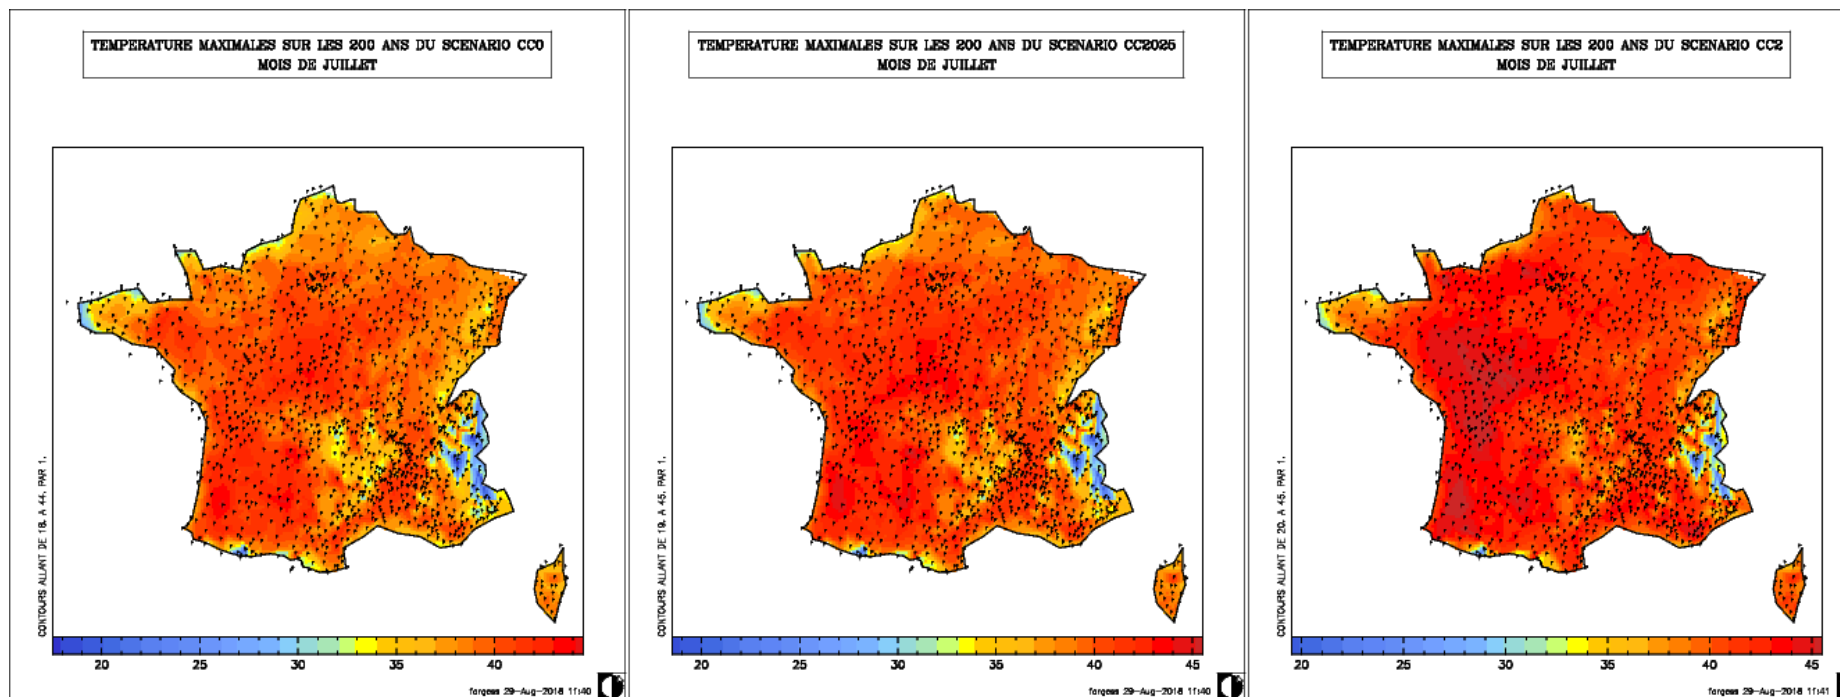 TEMPERATURE MAXIMALES SUR LES 200 ANS DU SCENARIO CC0
MOIS DE JUILLET
CONTOURS ALLANT DE 18. A 44. PAR 1.
20 25 30 35 40
fargess 29-Aug-2018 11:40
TEMPERATURE MAXIMALES SUR LES 200 ANS DU SCENARIO CC2025
MOIS DE JUILLET
CONTOURS ALLANT DE 19. A 45. PAR 1.
20 25 30 35 40 45
fargess 29-Aug-2018 11:40
TEMPERATURE MAXIMALES SUR LES 200 ANS DU SCENARIO CC2
MOIS DE JUILLET
CONTOURS ALLANT DE 20. A 45. PAR 1.
20 25 30 35 40 45
fargess 29-Aug-2018 11:41